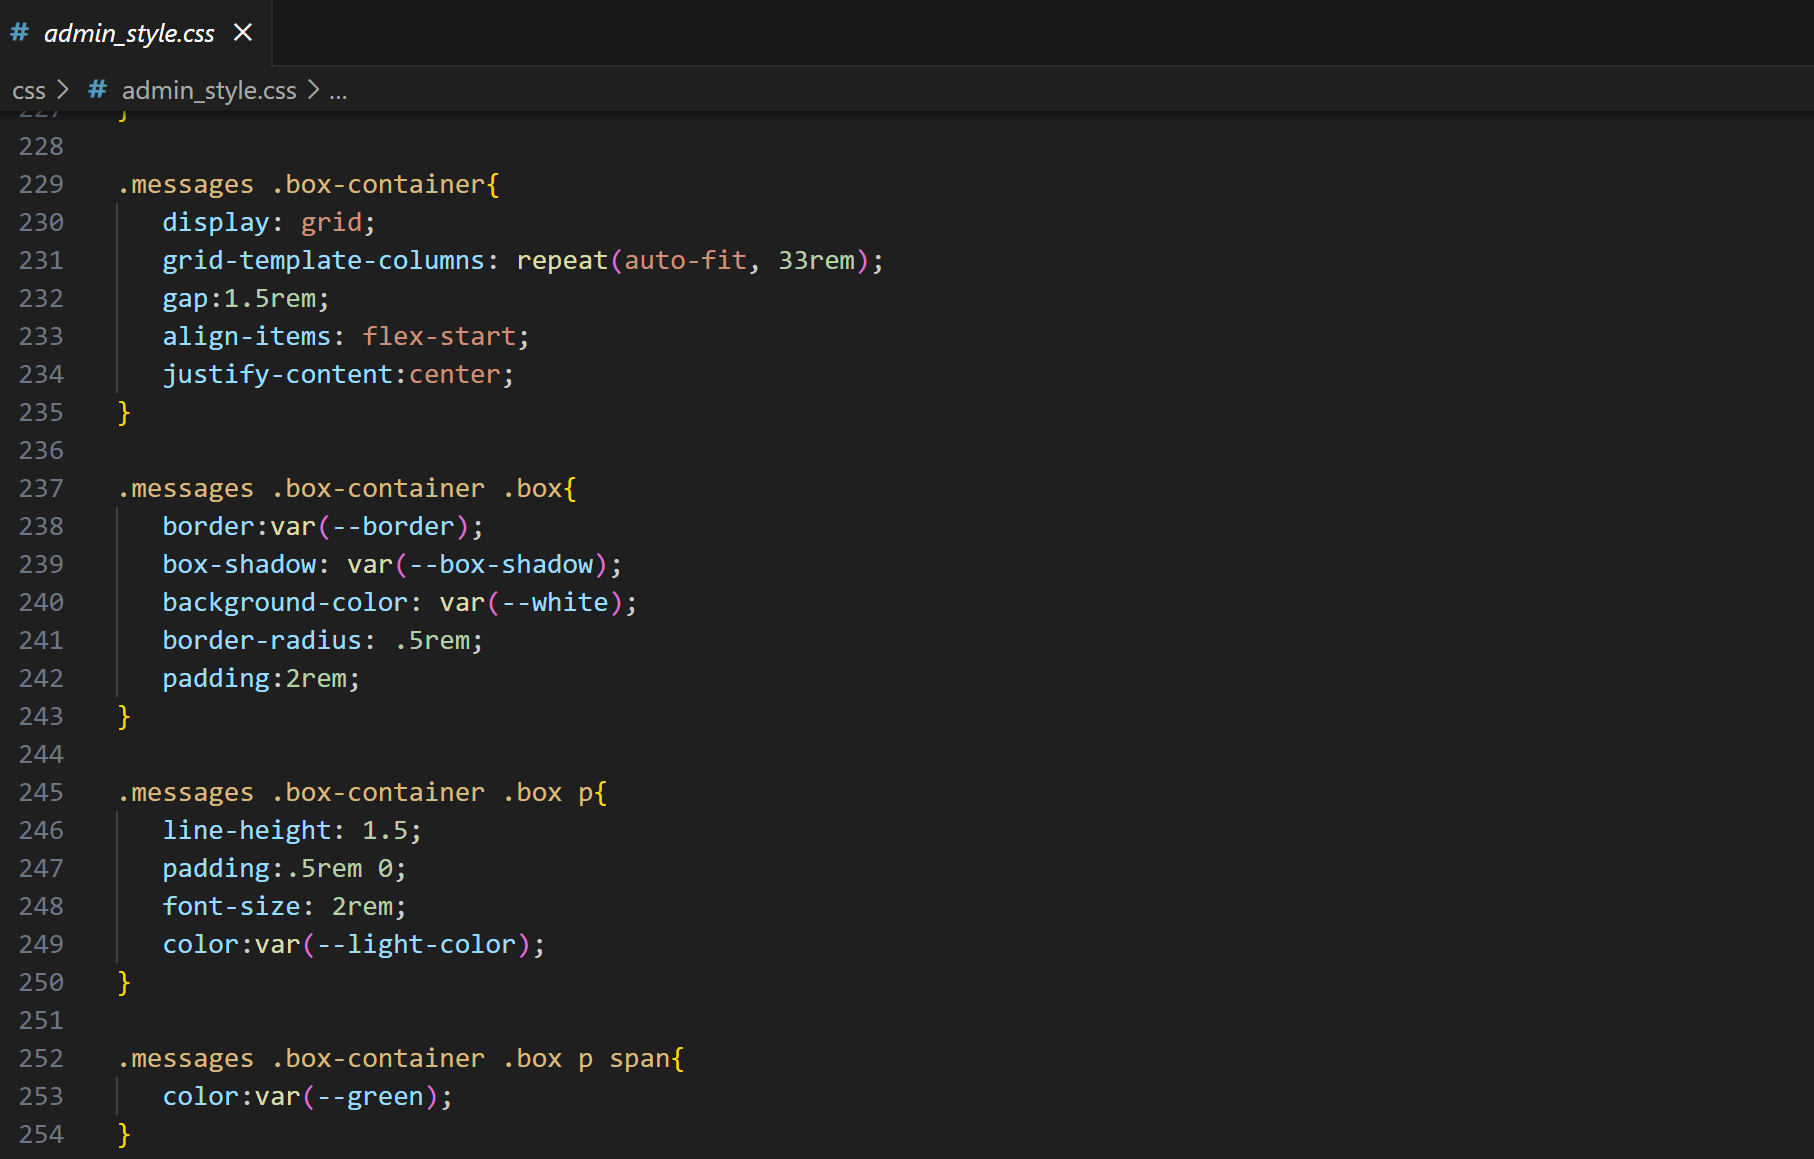 # admin_style.css ×
css > # admin_style.css > ...
227 }
228
229 .messages .box-container{
230 display: grid;
231 grid-template-columns: repeat(auto-fit, 33rem);
232 gap:1.5rem;
233 align-items: flex-start;
234 justify-content:center;
235 }
236
237 .messages .box-container .box{
238 border:var(--border);
239 box-shadow: var(--box-shadow);
240 background-color: var(--white);
241 border-radius: .5rem;
242 padding:2rem;
243 }
244
245 .messages .box-container .box p{
246 line-height: 1.5;
247 padding:.5rem 0;
248 font-size: 2rem;
249 color:var(--light-color);
250 }
251
252 .messages .box-container .box p span{
253 color:var(--green);
254 }